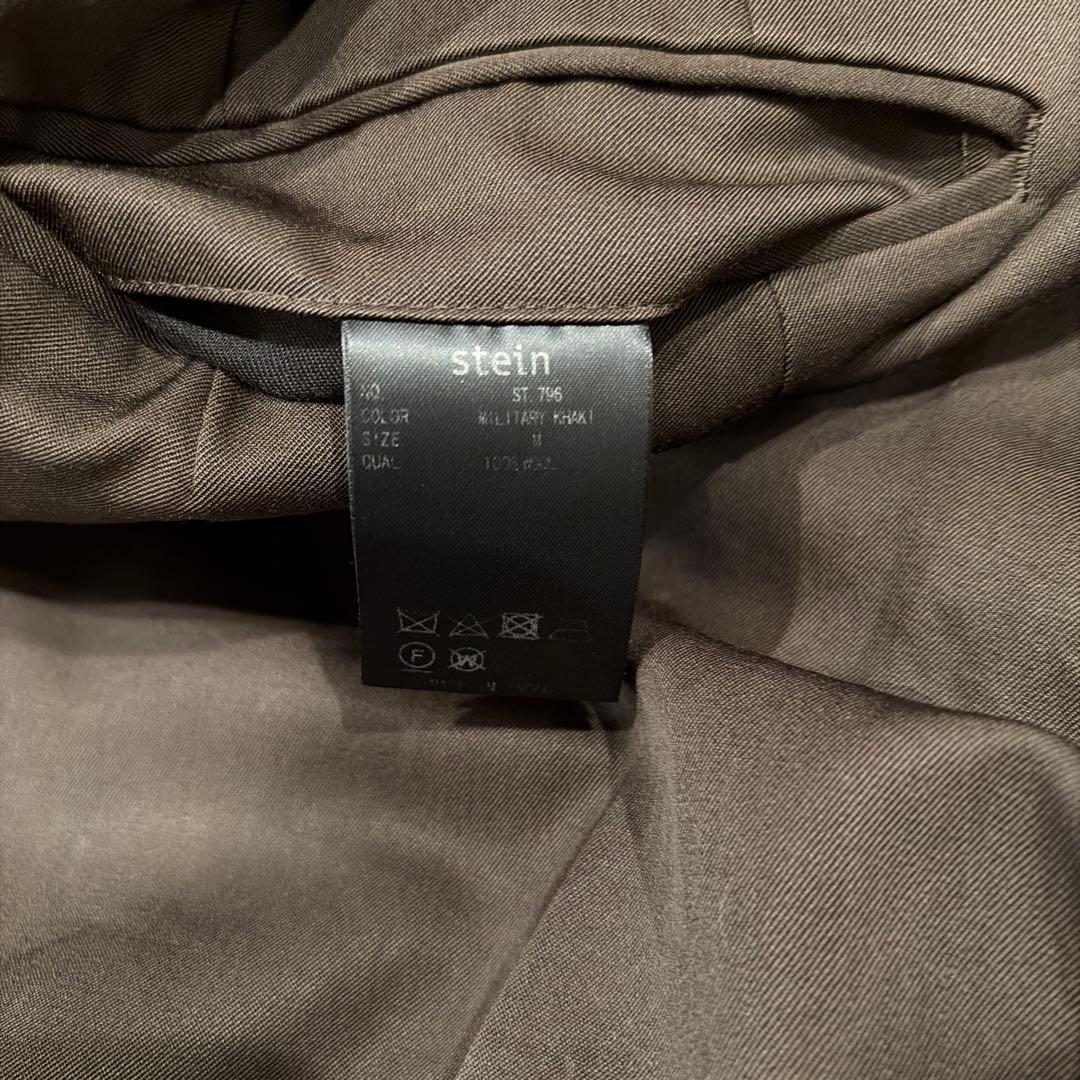 stein
NO. ST.796
COLOR MILITARY KHAKI
SIZE M
QUAL 100% WOOL
F
W